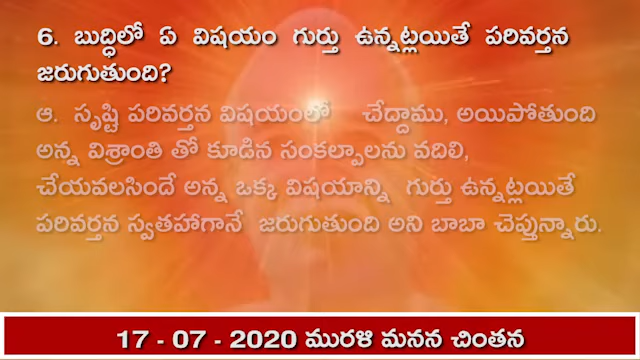 6. బుద్ధిలో ఏ విషయం గుర్తు ఉన్నట్లయితే పరివర్తన
జరుగుతుంది?
ఆ. సృష్టి పరివర్తన విషయంలో చేద్దాము, అయిపోతుంది
అన్న విశ్రాంతి తో కూడిన సంకల్పాలను వదిలి,
చేయవలసిందే అన్న ఒక్క విషయాన్ని గుర్తు ఉన్నట్లయితే
పరివర్తన స్వతహాగానే జరుగుతుంది అని బాబా చెప్తున్నారు.
17 - 07 - 2020 మురళి మనన చింతన